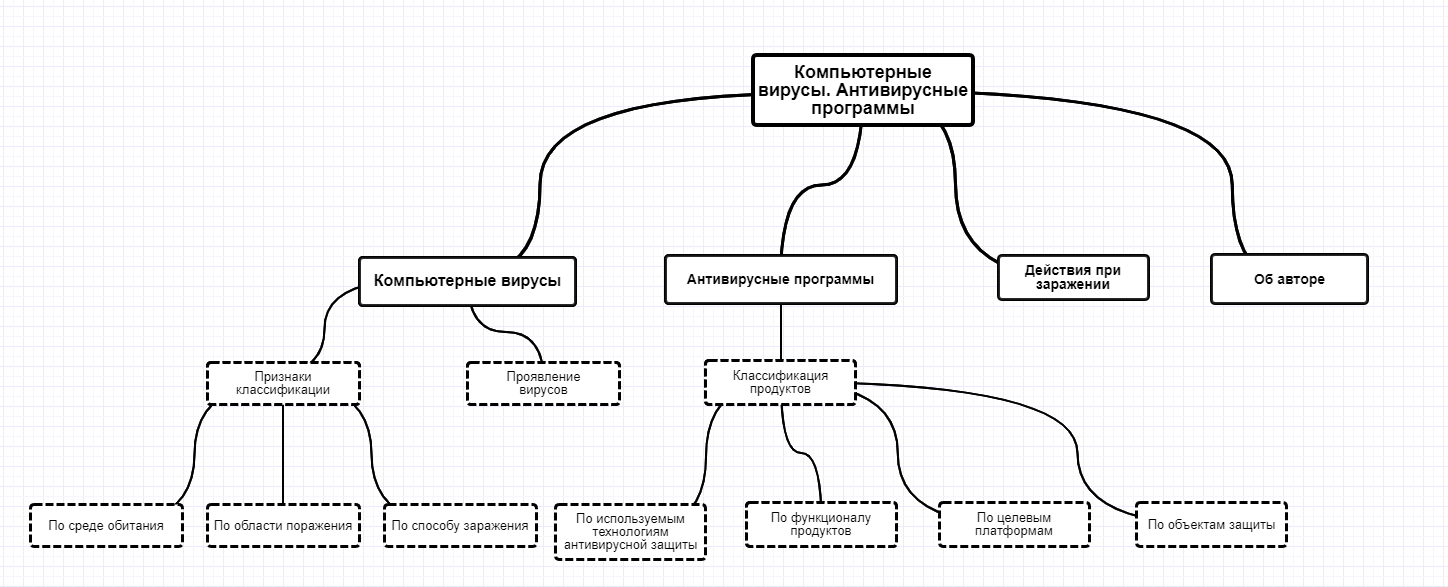 Компьютерные
вирусы. Антивирусные
программы
Компьютерные вирусы
Антивирусные программы
Действия при
заражении
Об авторе
Признаки
классификации
Проявление
вирусов
Классификация
продуктов
По среде обитания
По области поражения
По способу заражения
По используемым
технологиям
антивирусной защиты
По функционалу
продуктов
По целевым
платформам
По объектам защиты